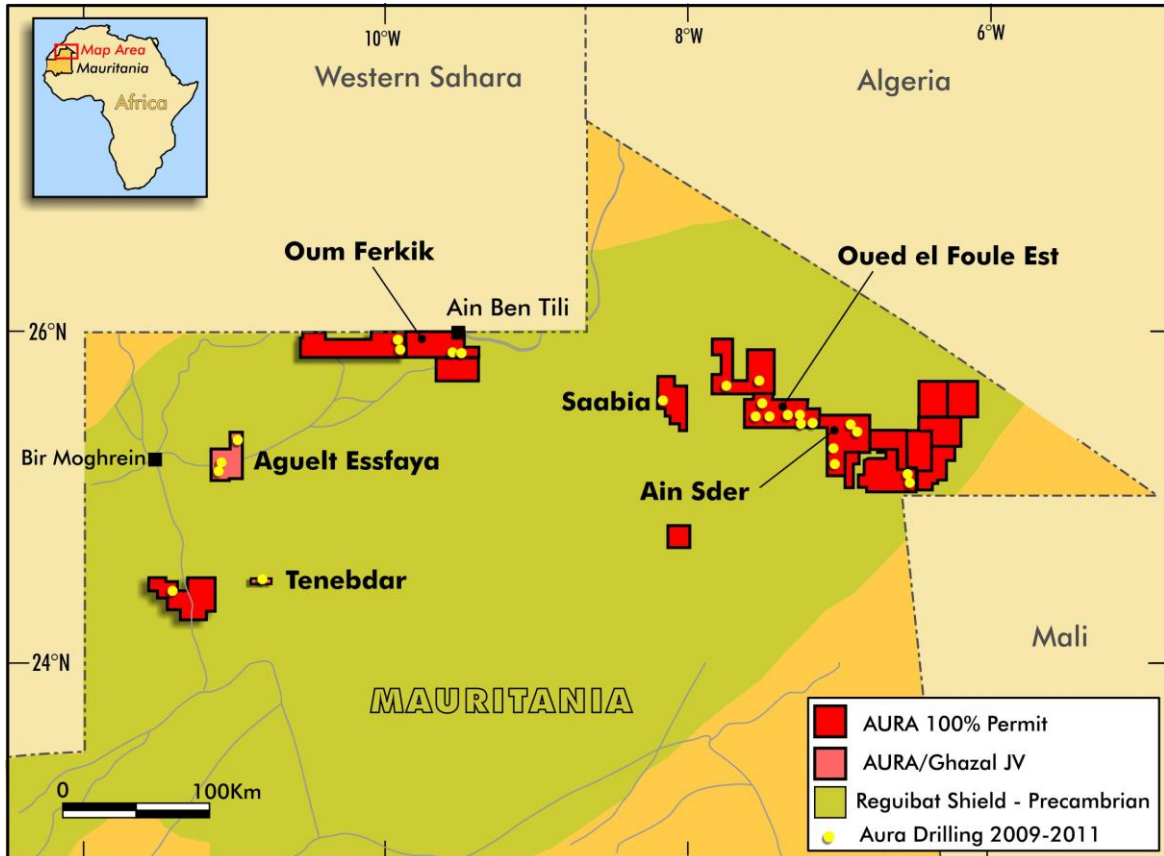 10°W
8°W
6°W
Map Area
Mauritania
Africa
Western Sahara
Algeria
Oum Ferkik
Oued el Foule Est
Ain Ben Tili
26°N
Saabia
Bir Moghrein
Aguelt Essfaya
Ain Sder
Tenebdar
Mali
24°N
MAURITANIA
AURA 100% Permit
AURA/Ghazal JV
Reguibat Shield - Precambrian
Aura Drilling 2009-2011
0
100Km